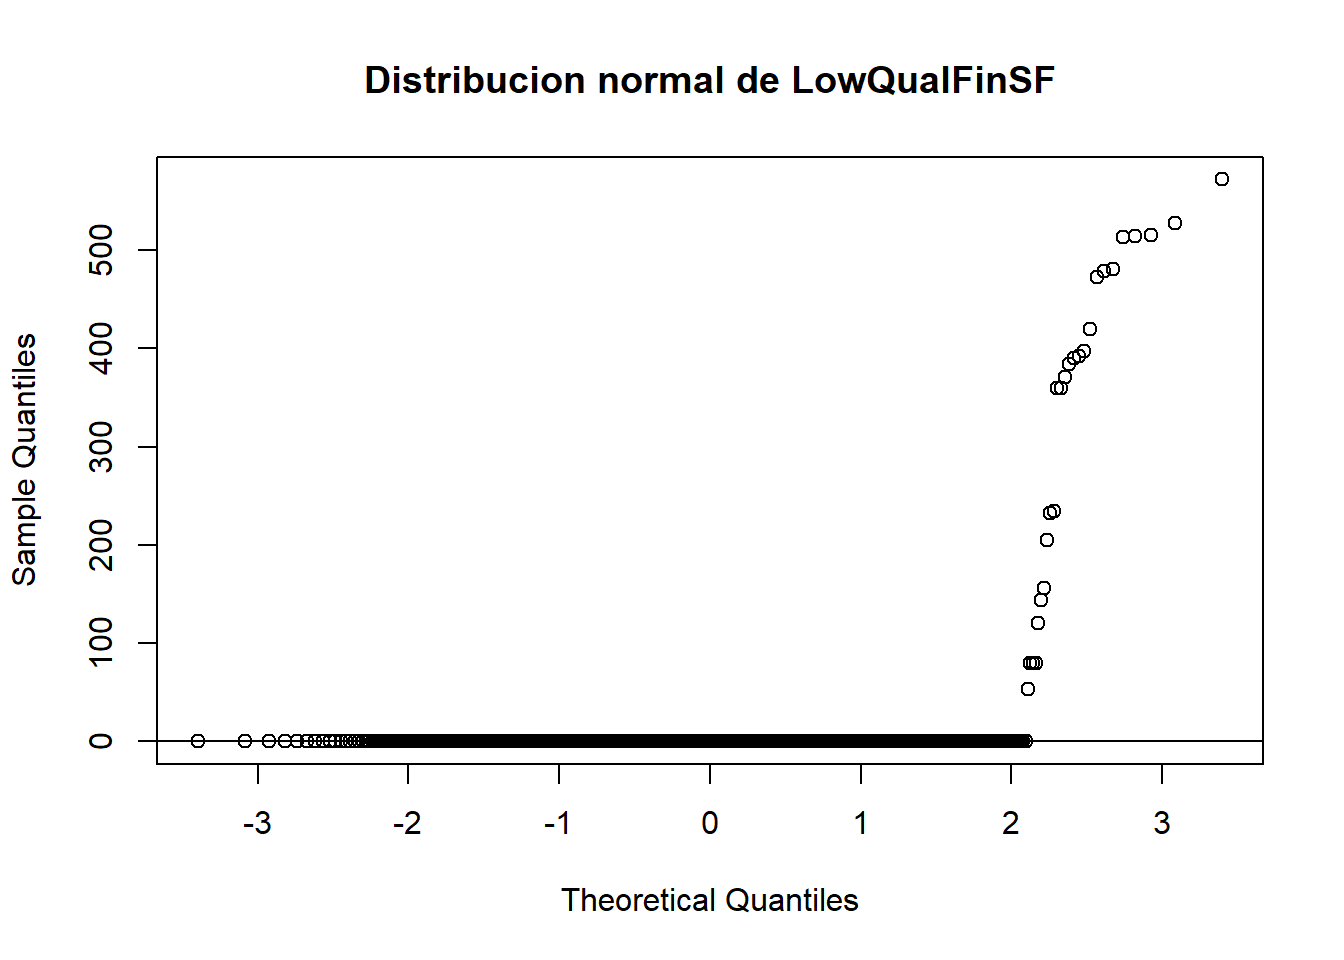 Distribucion normal de LowQualFinSF
Sample Quantiles
500
400
300
200
100
0
-3 -2 -1 0 1 2 3
Theoretical Quantiles